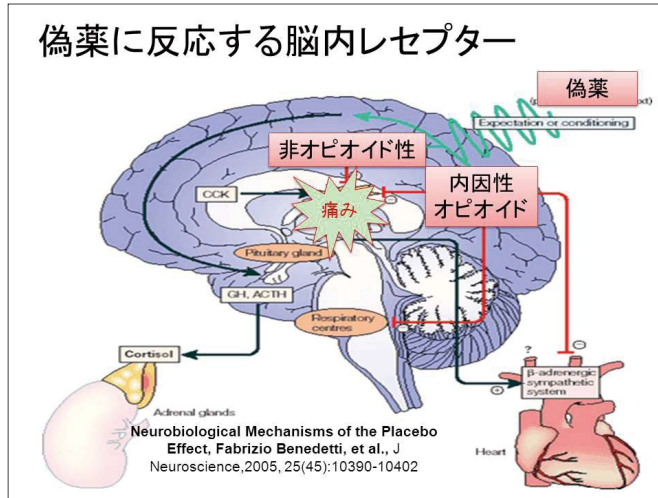 偽薬に反応する脳内レセプター
偽薬
Expectation or conditioning
非オピオイド性
内因性
オピオイド
CCK
痛み
Pituitary gland
GH, ACTH
Respiratory
centres
Cortisol
?
β-adrenergic
sympathetic
system
Adrenal glands
Heart
Neurobiological Mechanisms of the Placebo
Effect, Fabrizio Benedetti, et al., J
Neuroscience,2005, 25(45):10390-10402